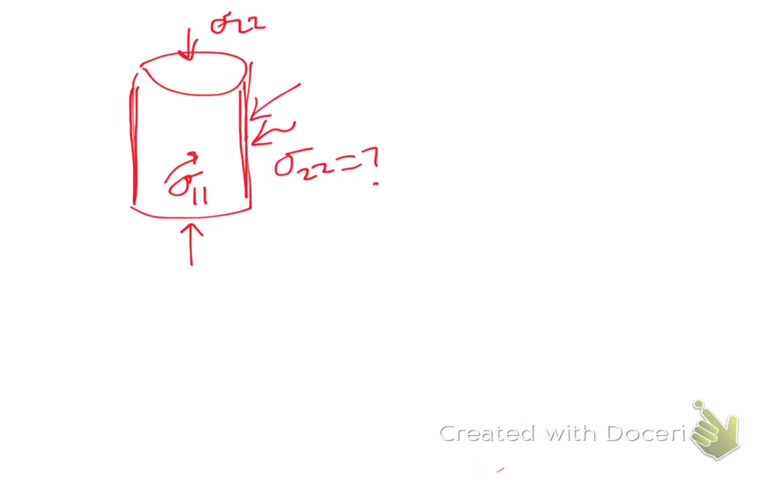 σ22
σ22=?
σ11
Created with Doceri